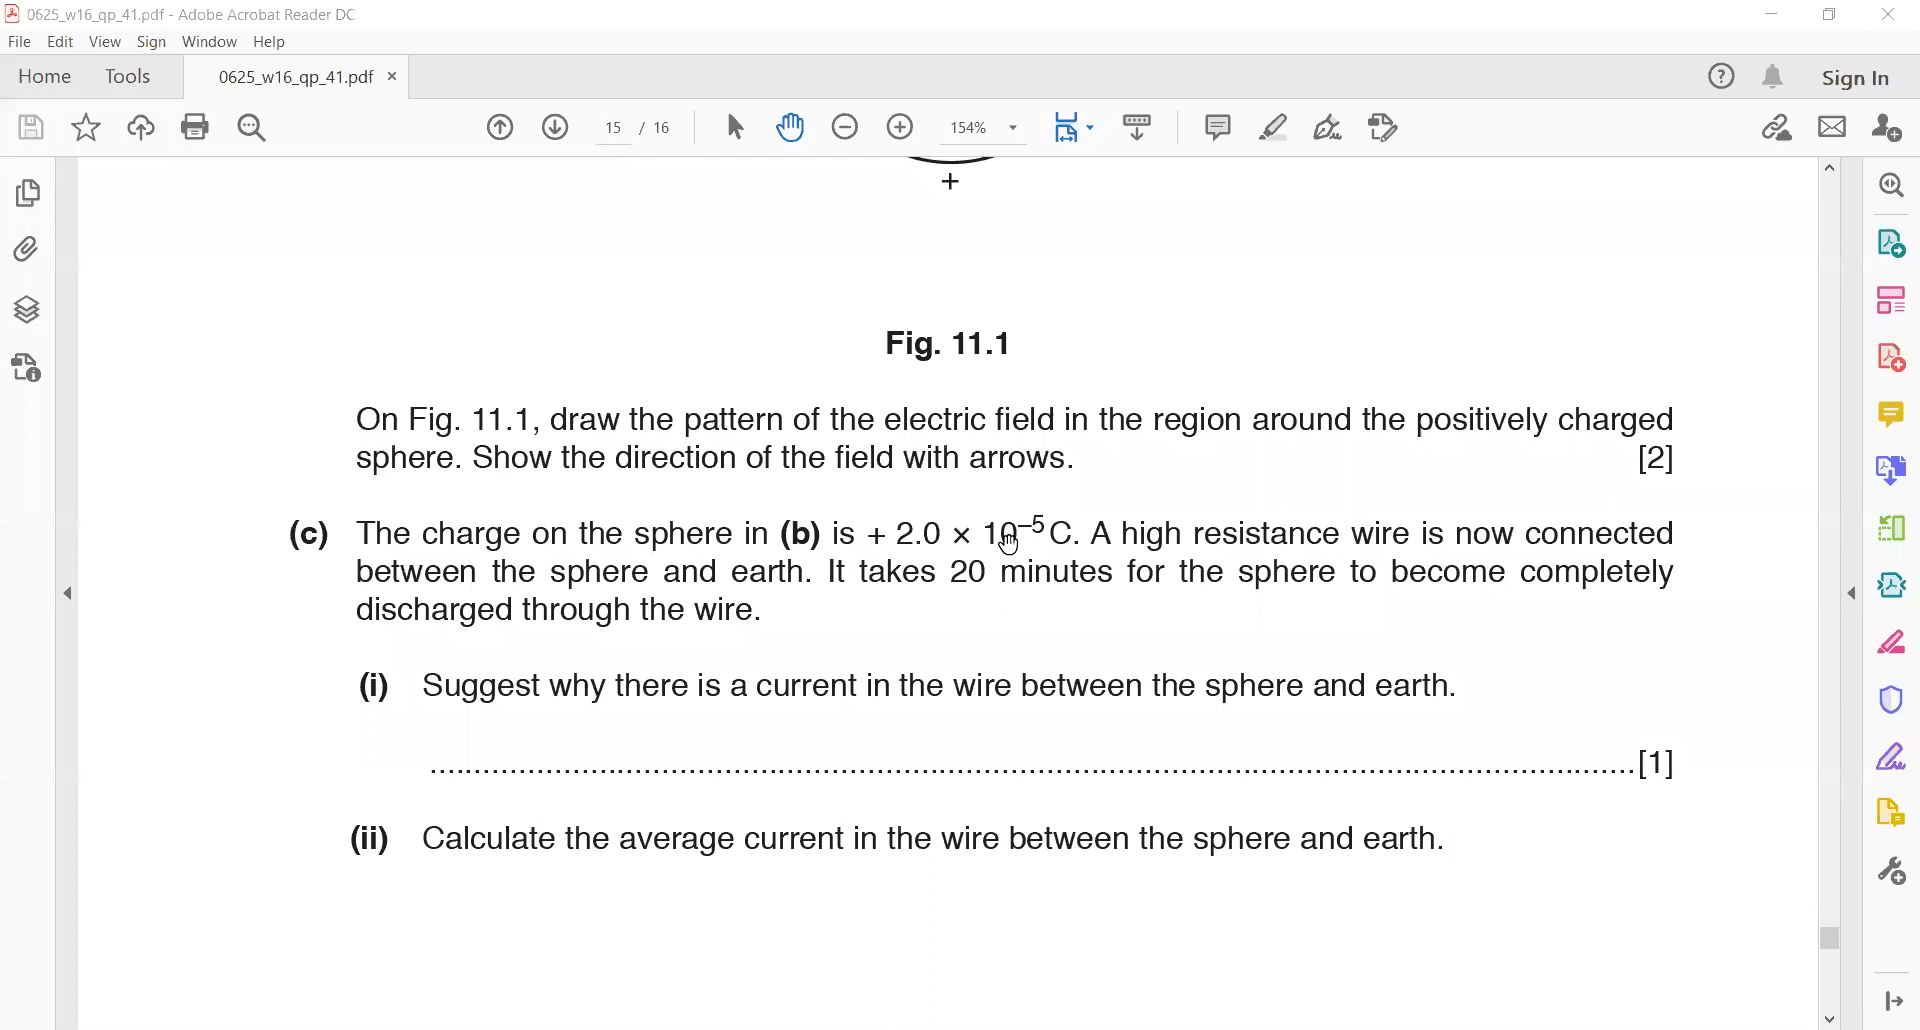 0625_w16_qp_41.pdf - Adobe Acrobat Reader DC
File Edit View Sign Window Help
Home Tools 0625_w16_qp_41.pdf × Sign In
15 / 16 154%
+
Fig. 11.1
On Fig. 11.1, draw the pattern of the electric field in the region around the positively charged
sphere. Show the direction of the field with arrows. [2]
(c) The charge on the sphere in (b) is + 2.0 × 10⁻⁵ C. A high resistance wire is now connected
between the sphere and earth. It takes 20 minutes for the sphere to become completely
discharged through the wire.
(i) Suggest why there is a current in the wire between the sphere and earth.
..........................................................................................................................................[1]
(ii) Calculate the average current in the wire between the sphere and earth.